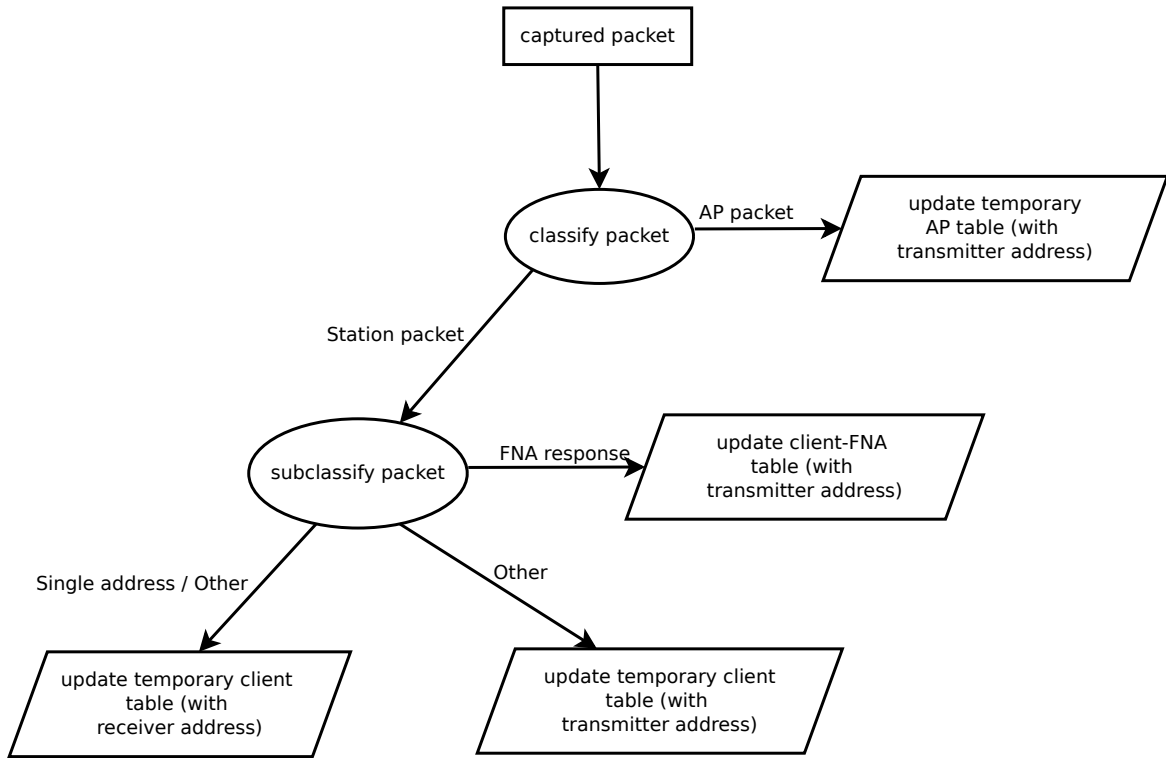 captured packet
classify packet
AP packet
update temporary
AP table (with
transmitter address)
Station packet
subclassify packet
FNA response
update client-FNA
table (with
transmitter address)
Single address / Other
Other
update temporary client
table (with
receiver address)
update temporary client
table (with
transmitter address)